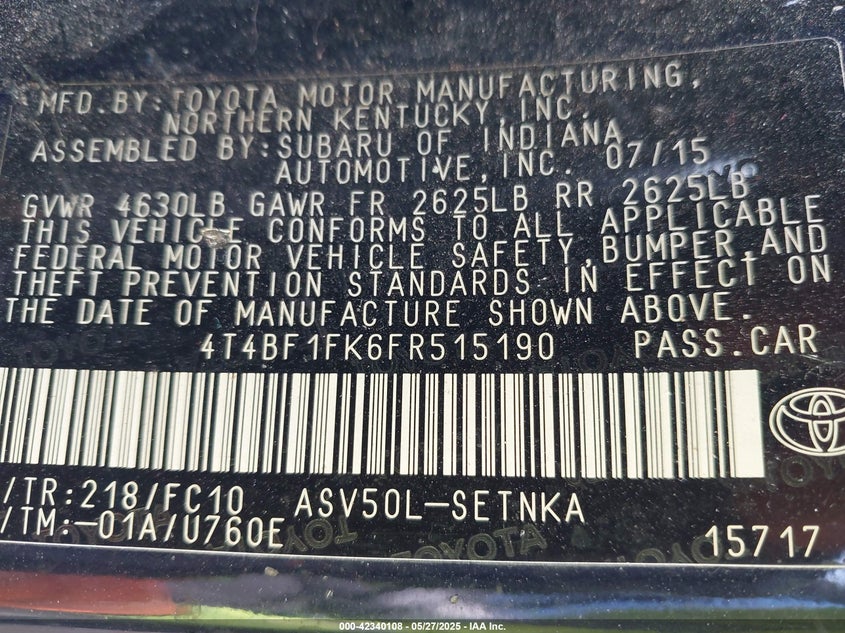 MFD. BY: TOYOTA MOTOR MANUFACTURING,
NORTHERN KENTUCKY, INC.
ASSEMBLED BY: SUBARU OF INDIANA
AUTOMOTIVE, INC. 07/15
GVWR 4630LB GAWR FR 2625LB RR 2625LB
THIS VEHICLE CONFORMS TO ALL APPLICABLE
FEDERAL MOTOR VEHICLE SAFETY, BUMPER, AND
THEFT PREVENTION STANDARDS IN EFFECT ON
THE DATE OF MANUFACTURE SHOWN ABOVE.
4T4BF1FK6FR515190 PASS.CAR
/TR:218/FC10 ASV50L-SETNKA
/TM:-01A/U760E 15717
TOYOTA
000-42340108 - 05/27/2025 - IAA Inc.